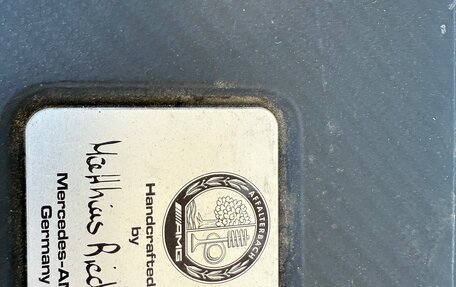 AFFALTERBACH
AMG
Handcrafted
by
Matthias
Mercedes-AM
Germany